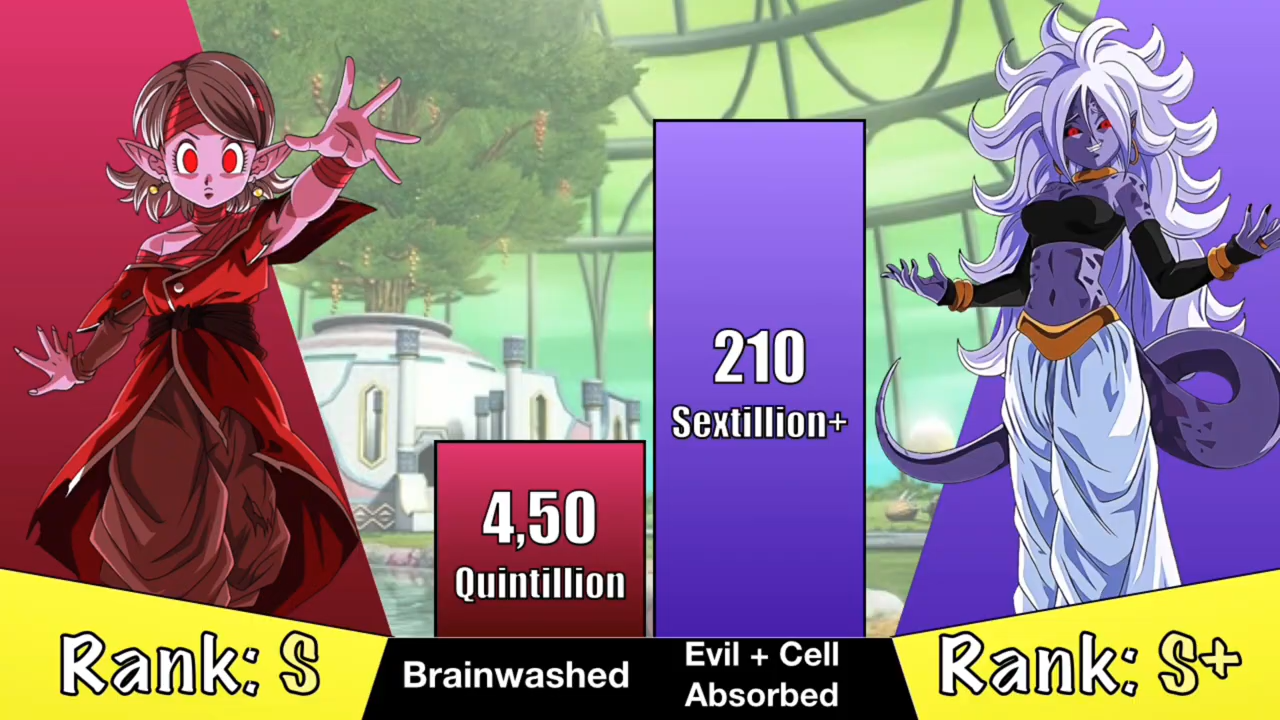 210
Sextillion+
4,50
Quintillion
Rank: S
Brainwashed
Evil + Cell
Absorbed
Rank: S+